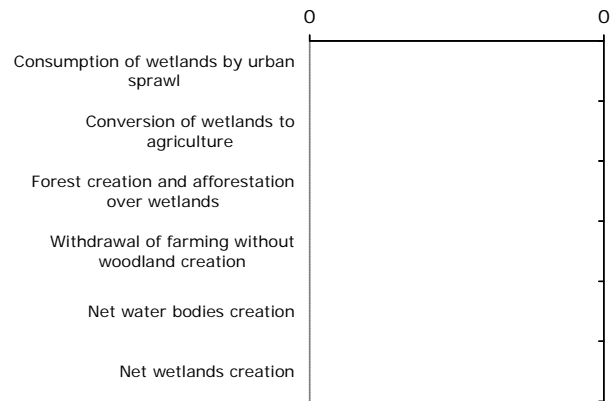 0 0
Consumption of wetlands by urban
sprawl
Conversion of wetlands to
agriculture
Forest creation and afforestation
over wetlands
Withdrawal of farming without
woodland creation
Net water bodies creation
Net wetlands creation